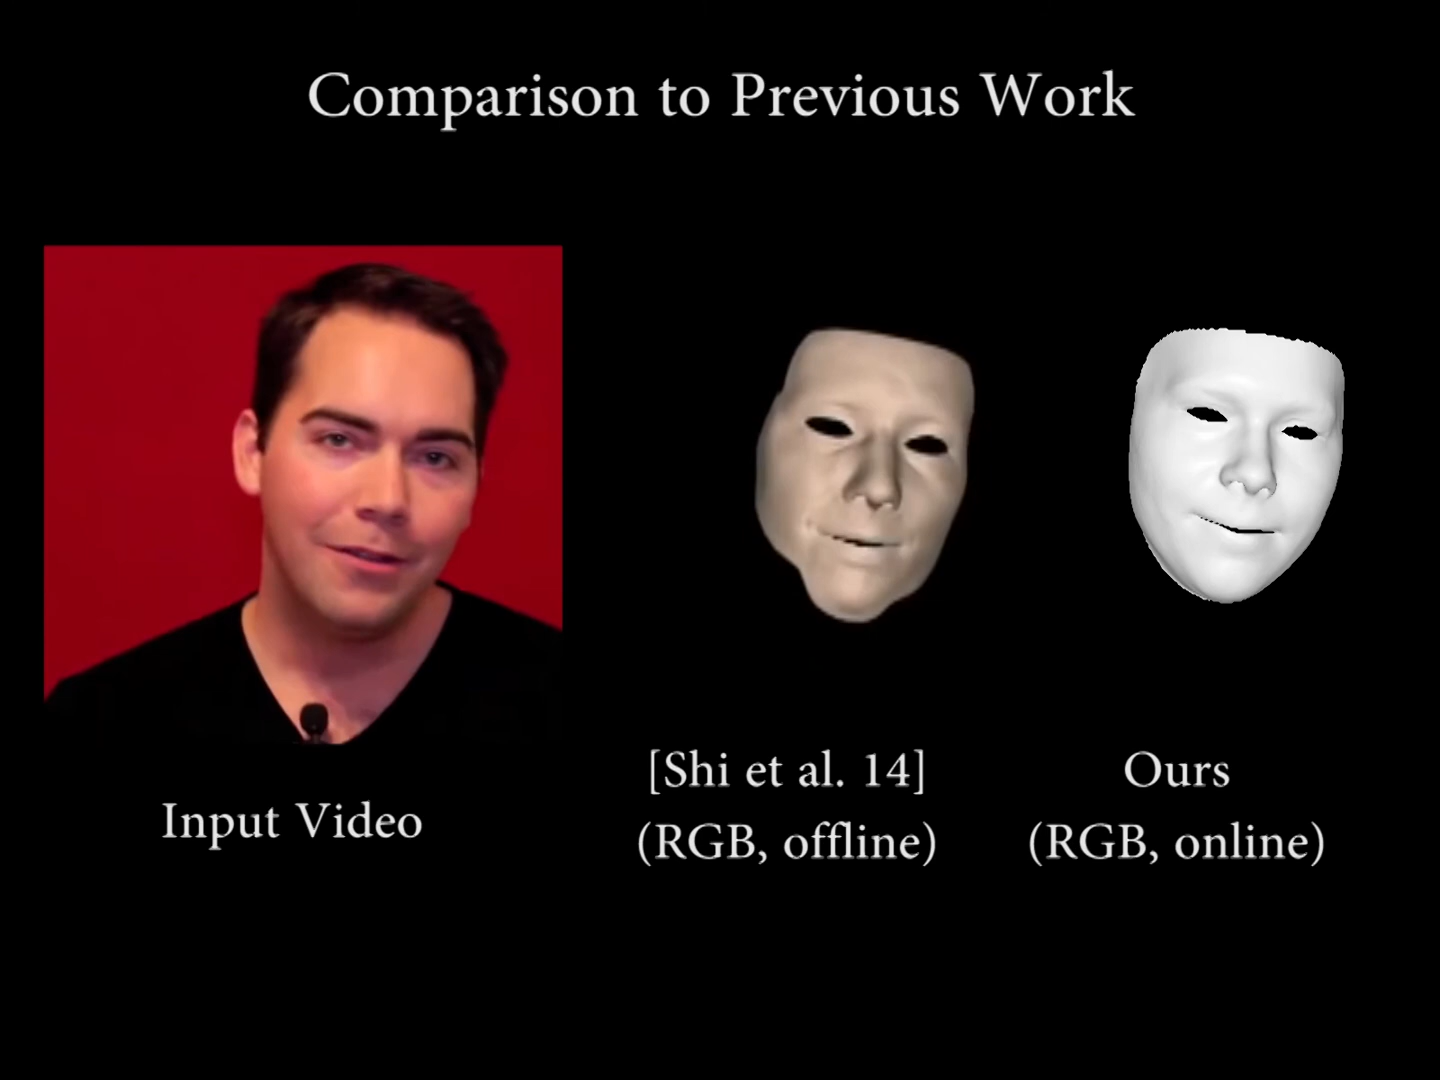 Comparison to Previous Work
Input Video
[Shi et al. 14]
(RGB, offline)
Ours
(RGB, online)